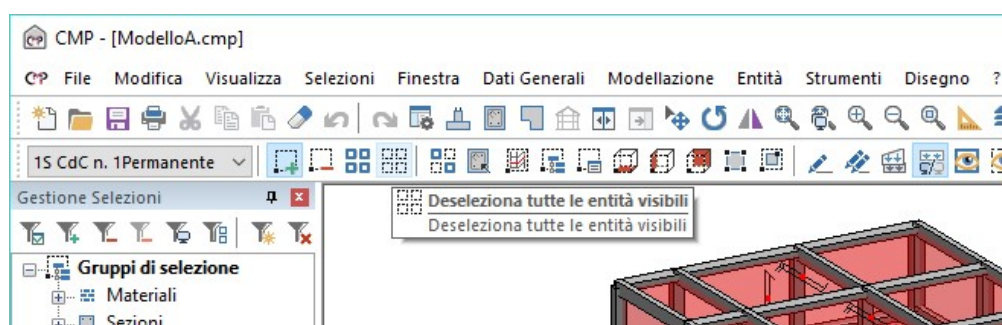 CMP - [ModelloA.cmp]
File Modifica Visualizza Selezioni Finestra Dati Generali Modellazione Entità Strumenti Disegno ?
1S CdC n. 1Permanente
Gestione Selezioni
Deseleziona tutte le entità visibili
Deseleziona tutte le entità visibili
Gruppi di selezione
Materiali
Sezioni